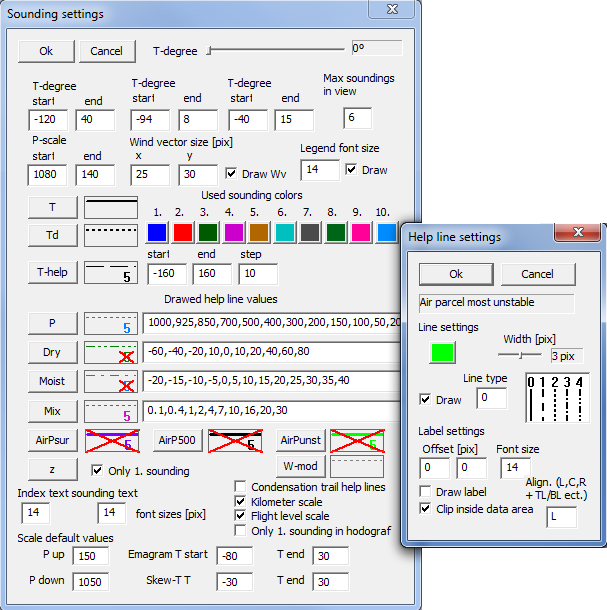 Sounding settings
Ok Cancel T-degree 0º
T-degree T-degree T-degree Max soundings in view
start end start end start end
-120 40 -94 8 -40 15 6
P-scale Wind vector size [pix] Legend font size
start end x y
1080 140 25 30 Draw Wv 14 Draw
T Used sounding colors
Td 1. 2. 3. 4. 5. 6. 7. 8. 9. 10.
start end step
T-help 5 -160 160 10
Drawed help line values
P 5 1000,925,850,700,500,400,300,200,150,100,50,20
Dry 5 -60,-40,-20,10,0,10,20,40,60,80
Moist 5 -20,-15,-10,-5,0,5,10,15,20,25,30,35,40
Mix 5 0.1,0.4,1,2,4,7,10,16,20,30
AirPsur 5 AirP500 5 AirPunst 5
z Only 1. sounding W-mod
Index text sounding text Condensation trail help lines
14 14 font sizes [pix] Kilometer scale
Flight level scale
Only 1. sounding in hodograf
Scale default values
P up 150 Emagram T start -80 T end 30
P down 1050 Skew-T T -30 T end 30
Help line settings
Ok Cancel
Air parcel most unstable
Line settings
Width [pix]
3 pix
Line type 0 1 2 3 4
Draw 0
Label settings
Offset [pix] Font size
0 0 14
Draw label Align. (L,C,R
+ TL/BL ect.)
Clip inside data area
L